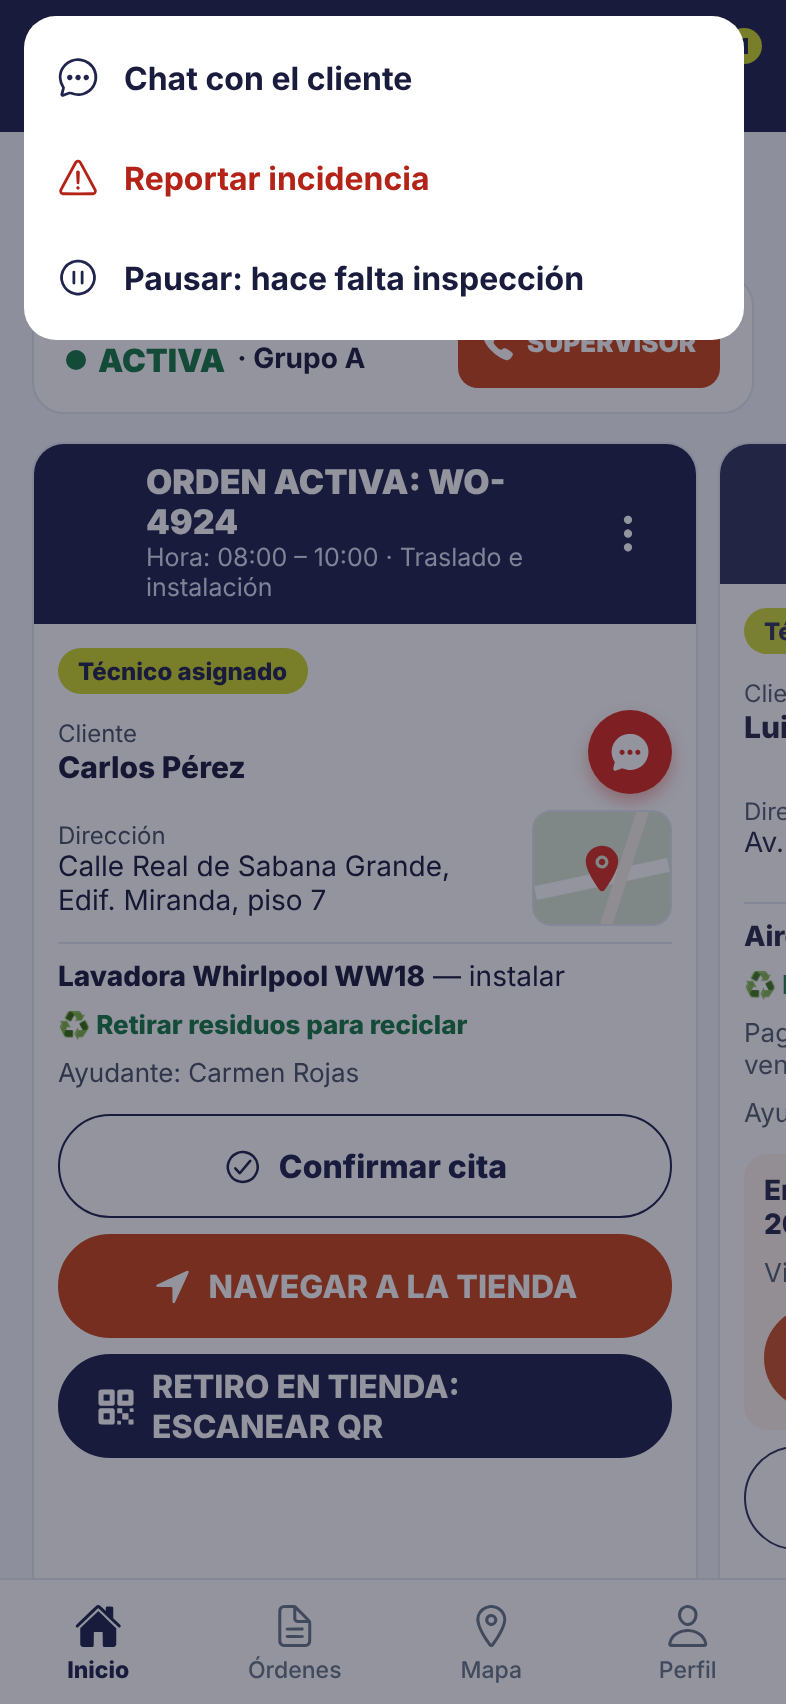 Chat con el cliente
Reportar incidencia
Pausar: hace falta inspección
ACTIVA · Grupo A
SUPERVISOR
ORDEN ACTIVA: WO-
4924
Hora: 08:00 – 10:00 · Traslado e
instalación
Técnico asignado
Cliente
Carlos Pérez
Dirección
Calle Real de Sabana Grande,
Edif. Miranda, piso 7
Lavadora Whirlpool WW18 — instalar
Retirar residuos para reciclar
Ayudante: Carmen Rojas
Confirmar cita
NAVEGAR A LA TIENDA
RETIRO EN TIENDA:
ESCANEAR QR
Av.
Inicio
Órdenes
Mapa
Perfil